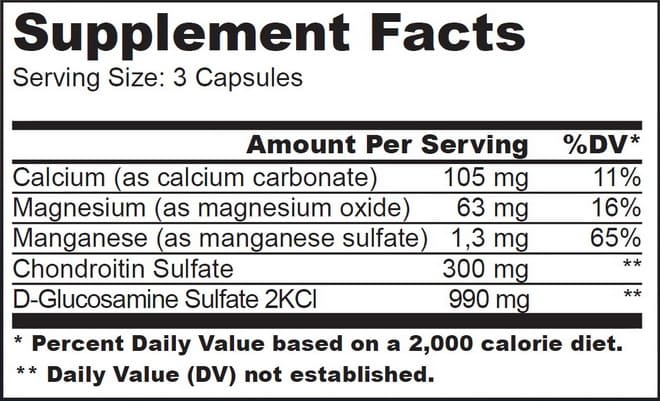 Supplement Facts
Serving Size: 3 Capsules
Amount Per Serving %DV*
Calcium (as calcium carbonate) 105 mg 11%
Magnesium (as magnesium oxide) 63 mg 16%
Manganese (as manganese sulfate) 1,3 mg 65%
Chondroitin Sulfate 300 mg **
D-Glucosamine Sulfate 2KCl 990 mg **
* Percent Daily Value based on a 2,000 calorie diet.
** Daily Value (DV) not established.